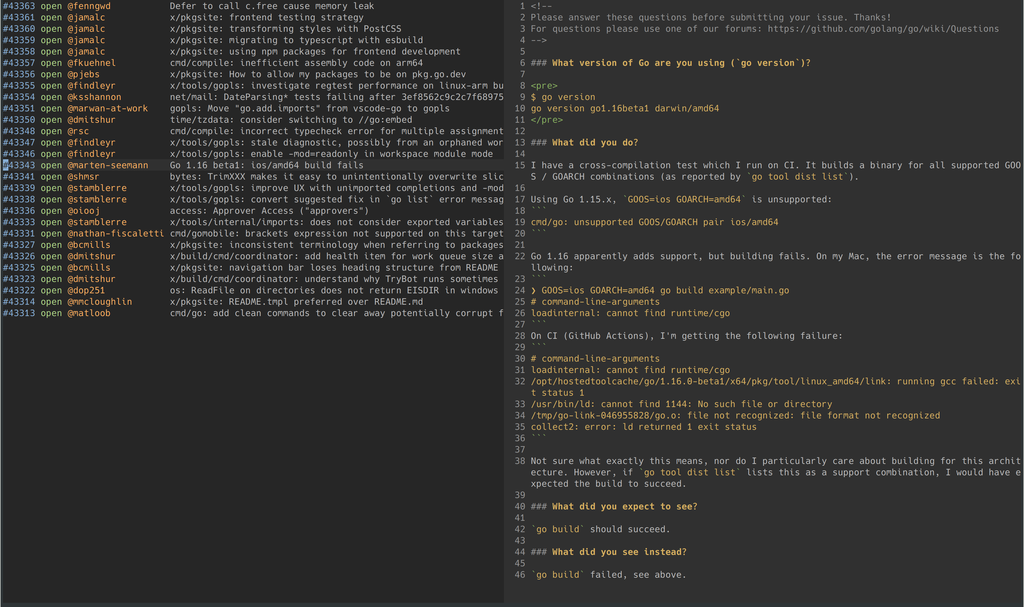 #43363 open @fenngwd Defer to call c.free cause memory leak
#43361 open @jamalc x/pkgsite: frontend testing strategy
#43360 open @jamalc x/pkgsite: transforming styles with PostCSS
#43359 open @jamalc x/pkgsite: migrating to typescript with esbuild
#43358 open @jamalc x/pkgsite: using npm packages for frontend development
#43357 open @fkuehnel cmd/compile: inefficient assembly code on arm64
#43356 open @pjebs x/pkgsite: How to allow my packages to be on pkg.go.dev
#43355 open @findleyr x/tools/gopls: investigate regtest performance on linux-arm bu
#43354 open @ksshannon net/mail: DateParsing* tests failing after 3ef8562c9c2c7f68975
#43351 open @marwan-at-work gopls: Move "go.add.imports" from vscode-go to gopls
#43350 open @dmitshur time/tzdata: consider switching to //go:embed
#43348 open @rsc cmd/compile: incorrect typecheck error for multiple assignment
#43347 open @findleyr x/tools/gopls: stale diagnostic, possibly from an orphaned wor
#43346 open @findleyr x/tools/gopls: enable -mod=readonly in workspace module mode
#43343 open @marten-seemann Go 1.16 beta1: ios/amd64 build fails
#43341 open @shmsr bytes: TrimXXX makes it easy to unintentionally overwrite slic
#43339 open @stamblerre x/tools/gopls: improve UX with unimported completions and -mod
#43338 open @stamblerre x/tools/gopls: convert suggested fix in `go list` error messag
#43336 open @oiooj access: Approver Access ("approvers")
#43333 open @stamblerre x/tools/internal/imports: does not consider exported variables
#43331 open @nathan-fiscaletti cmd/gomobile: brackets expression not supported on this target
#43327 open @bcmills x/pkgsite: inconsistent terminology when referring to packages
#43326 open @dmitshur x/build/cmd/coordinator: add health item for work queue size a
#43325 open @bcmills x/pkgsite: navigation bar loses heading structure from README
#43323 open @dmitshur x/build/cmd/coordinator: understand why TryBot runs sometimes
#43322 open @dop251 os: ReadFile on directories does not return EISDIR in windows
#43314 open @mmcloughlin x/pkgsite: README.tmpl preferred over README.md
#43313 open @matloob cmd/go: add clean commands to clear away potentially corrupt f
1 <!--
2 Please answer these questions before submitting your issue. Thanks!
3 For questions please use one of our forums: https://github.com/golang/go/wiki/Questions
4 -->
5
6 ### What version of Go are you using (`go version`)?
7
8 <pre>
9 $ go version
10 go version go1.16beta1 darwin/amd64
11 </pre>
12
13 ### What did you do?
14
15 I have a cross-compilation test which I run on CI. It builds a binary for all supported GOO
S / GOARCH combinations (as reported by `go tool dist list`).
16
17 Using Go 1.15.x, `GOOS=ios GOARCH=amd64` is unsupported:
18 ```
19 cmd/go: unsupported GOOS/GOARCH pair ios/amd64
20 ```
21
22 Go 1.16 apparently adds support, but building fails. On my Mac, the error message is the fo
llowing:
23 ```
24 ❯ GOOS=ios GOARCH=amd64 go build example/main.go
25 # command-line-arguments
26 loadinternal: cannot find runtime/cgo
27 ```
28 On CI (GitHub Actions), I'm getting the following failure:
29 ```
30 # command-line-arguments
31 loadinternal: cannot find runtime/cgo
32 /opt/hostedtoolcache/go/1.16.0-beta1/x64/pkg/tool/linux_amd64/link: running gcc failed: exi
t status 1
33 /usr/bin/ld: cannot find 1144: No such file or directory
34 /tmp/go-link-046955828/go.o: file not recognized: file format not recognized
35 collect2: error: ld returned 1 exit status
36 ```
37
38 Not sure what exactly this means, nor do I particularly care about building for this archit
ecture. However, if `go tool dist list` lists this as a support combination, I would have e
xpected the build to succeed.
39
40 ### What did you expect to see?
41
42 `go build` should succeed.
43
44 ### What did you see instead?
45
46 `go build` failed, see above.